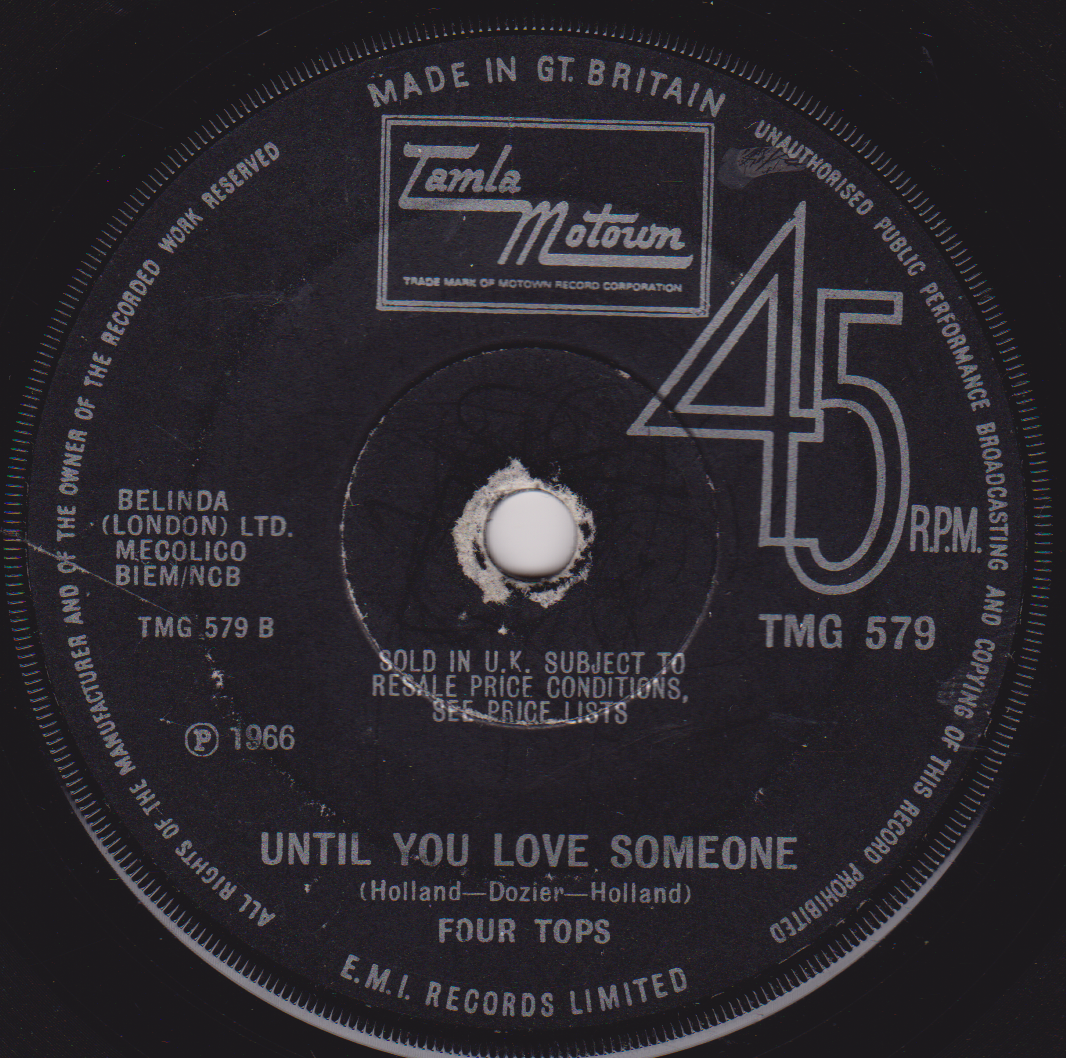 MADE IN GT. BRITAIN
Tamla
Motown
TRADE MARK OF MOTOWN RECORD CORPORATION
45
R.P.M.
BELINDA
(LONDON) LTD.
MECOLICO
BIEM/NCB
TMG 579 B
TMG 579
SOLD IN U.K. SUBJECT TO
RESALE PRICE CONDITIONS,
SEE PRICE LISTS
Ⓟ 1966
UNTIL YOU LOVE SOMEONE
(Holland—Dozier—Holland)
FOUR TOPS
E.M.I. RECORDS LIMITED
ALL RIGHTS OF THE MANUFACTURER AND OF THE OWNER OF THE RECORDED WORK RESERVED
UNAUTHORISED PUBLIC PERFORMANCE BROADCASTING AND COPYING OF THIS RECORD PROHIBITED